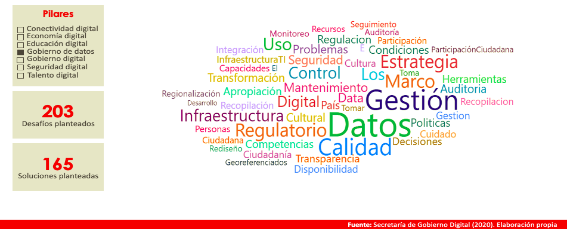 Pilares
Conectividad digital
Economía digital
Educación digital
Gobierno de datos
Gobierno digital
Seguridad digital
Talento digital
203
Desafíos planteados
165
Soluciones planteadas
Seguimiento
Monitoreo Recursos Auditoría
Integración Uso Problemas Regulacion E Participación
Condiciones ParticipaciónCiudadana
InfraestructuraTI Seguridad Cultura Estrategia
Capacidades El
Transformación Control Los Toma Marco Herramientas
Apropiación Mantenimiento Auditoria
Regionalización Digital País Data Gestión Recopilacion
Desarrollo Recopilación Tomar
Infraestructura Cultural Datos Gestion
Politicas
Personas Regulatorio Cuidado
Ciudadana Competencias Calidad Decisiones
Rediseño
Ciudadanía
Georeferenciados Transparencia
Disponibilidad
Fuente: Secretaría de Gobierno Digital (2020). Elaboración propia